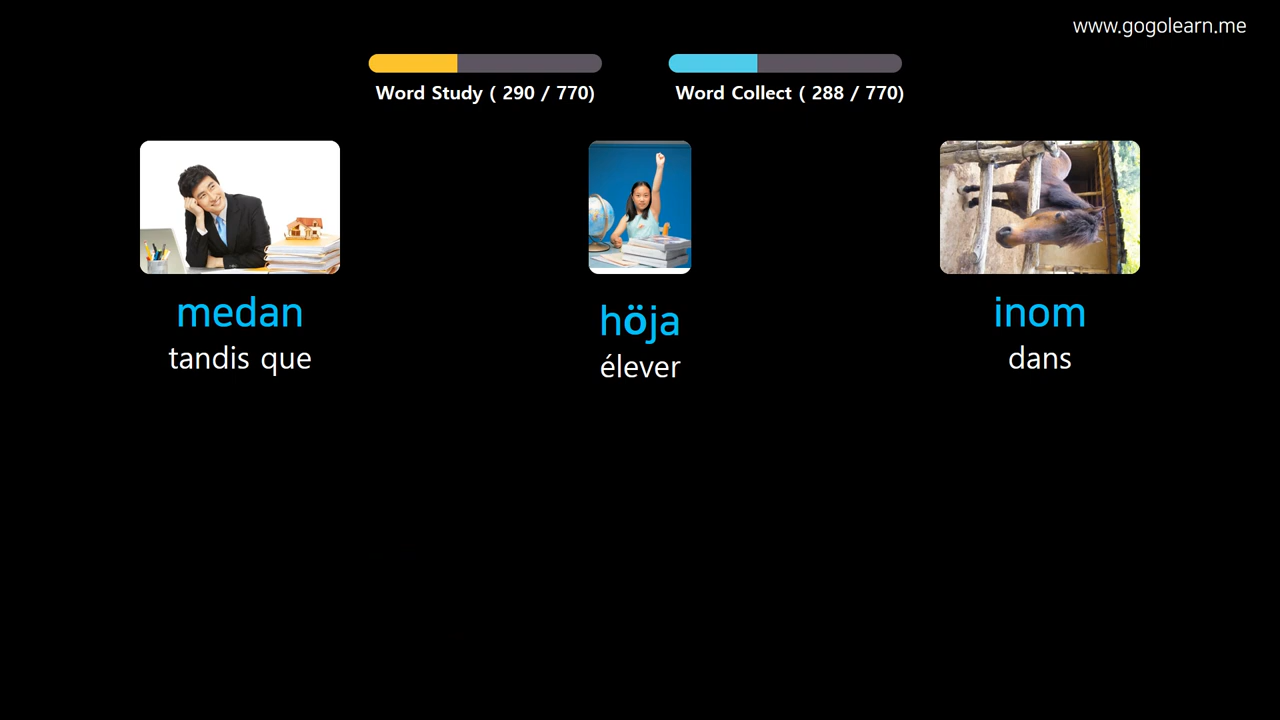 www.gogolearn.me
Word Study ( 290 / 770)
Word Collect ( 288 / 770)
medan
tandis que
höja
élever
inom
dans